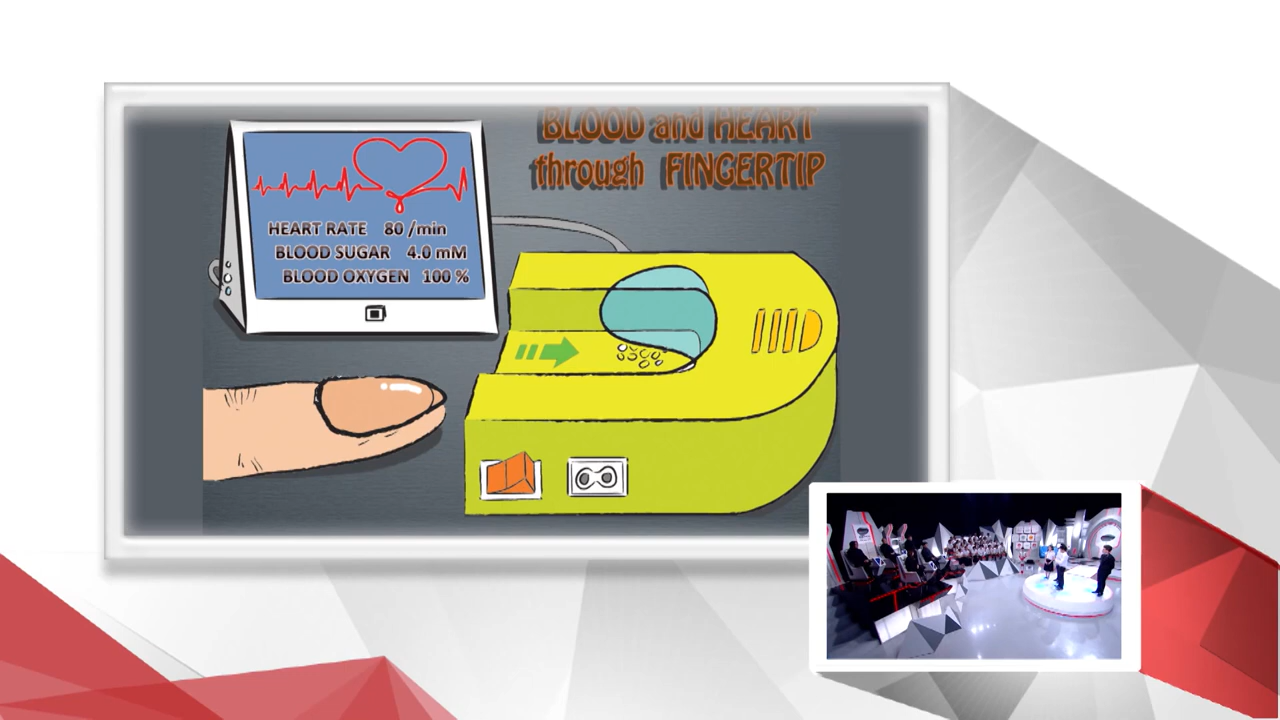 BLOOD and HEART
through FINGERTIP
HEART RATE 80 /min
BLOOD SUGAR 4.0 mM
BLOOD OXYGEN 100 %